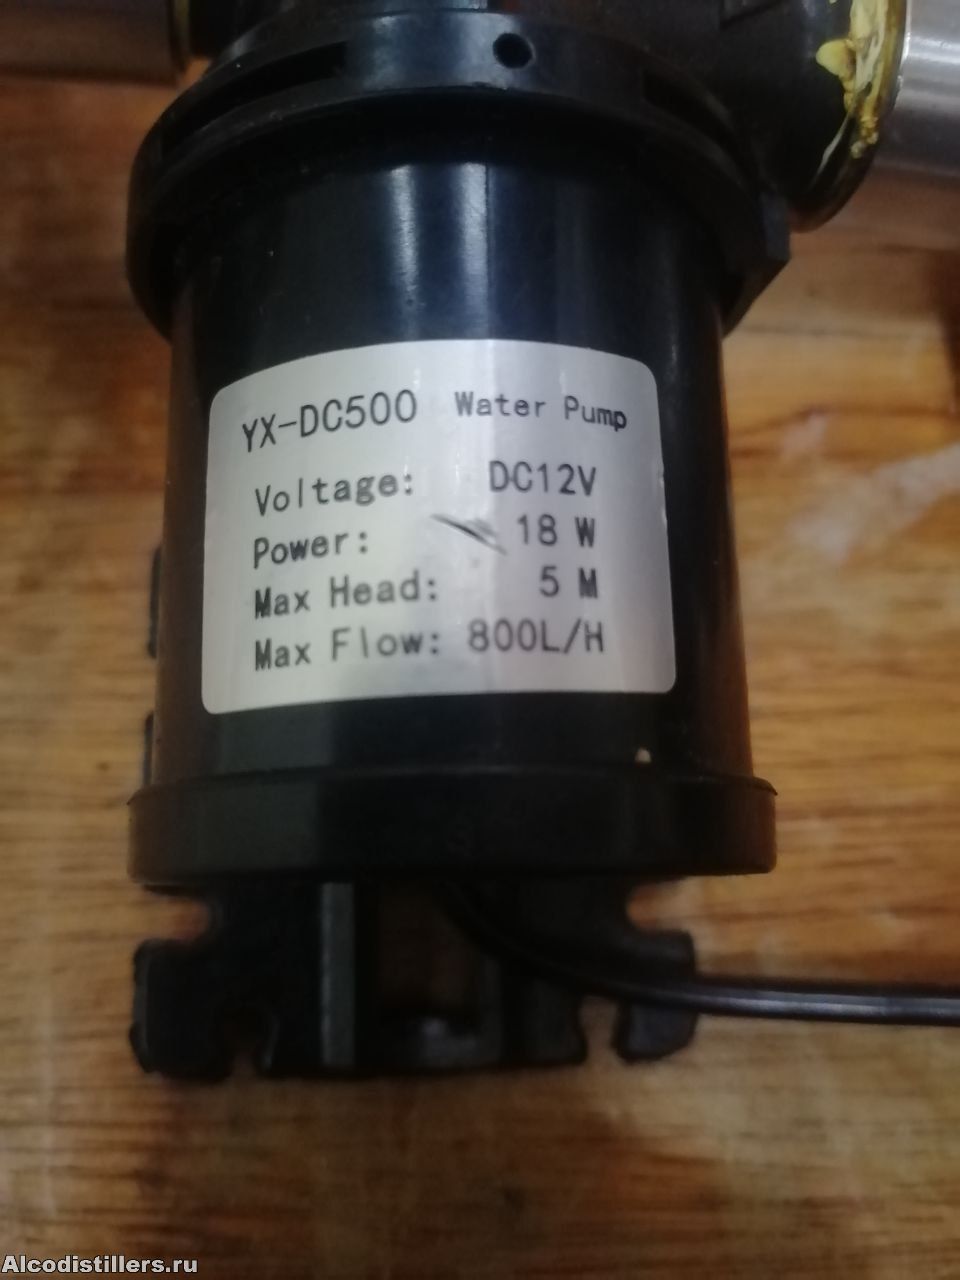 YX-DC500 Water Pump
Voltage: DC12V
Power: 18 W
Max Head: 5 M
Max Flow: 800L/H
Alcodistillers.ru